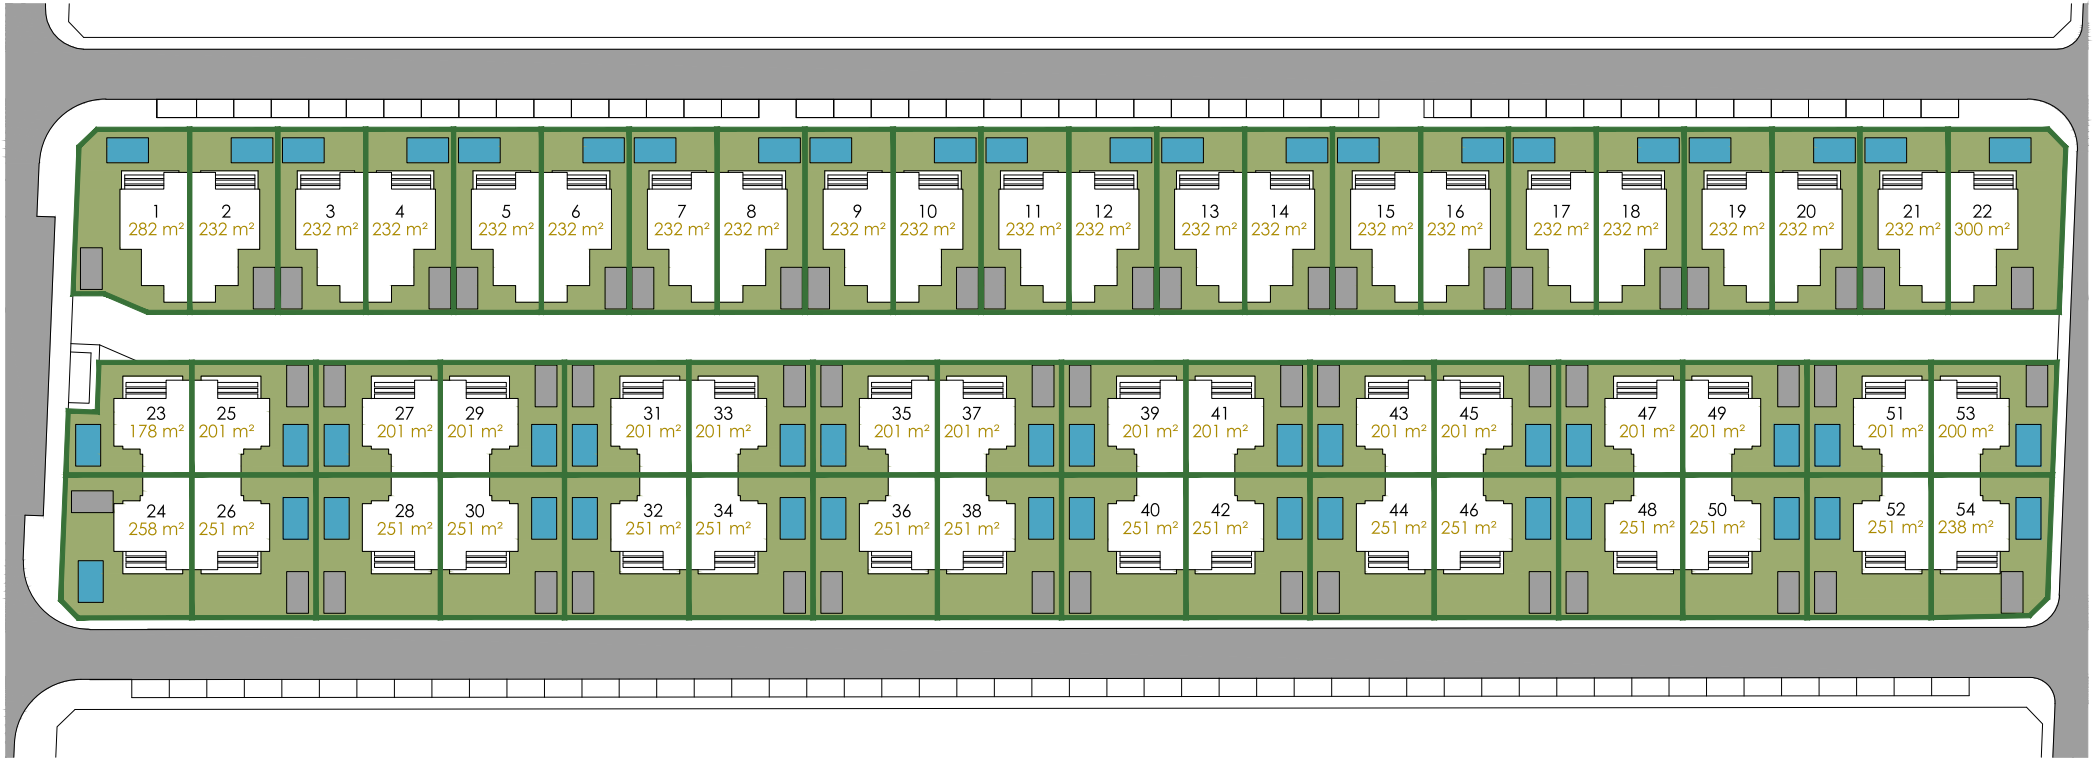 1
282 m²
2
232 m²
3
232 m²
4
232 m²
5
232 m²
6
232 m²
7
232 m²
8
232 m²
9
232 m²
10
232 m²
11
232 m²
12
232 m²
13
232 m²
14
232 m²
15
232 m²
16
232 m²
17
232 m²
18
232 m²
19
232 m²
20
232 m²
21
232 m²
22
300 m²
23
178 m²
25
201 m²
27
201 m²
29
201 m²
31
201 m²
33
201 m²
35
201 m²
37
201 m²
39
201 m²
41
201 m²
43
201 m²
45
201 m²
47
201 m²
49
201 m²
51
201 m²
53
200 m²
24
258 m²
26
251 m²
28
251 m²
30
251 m²
32
251 m²
34
251 m²
36
251 m²
38
251 m²
40
251 m²
42
251 m²
44
251 m²
46
251 m²
48
251 m²
50
251 m²
52
251 m²
54
238 m²